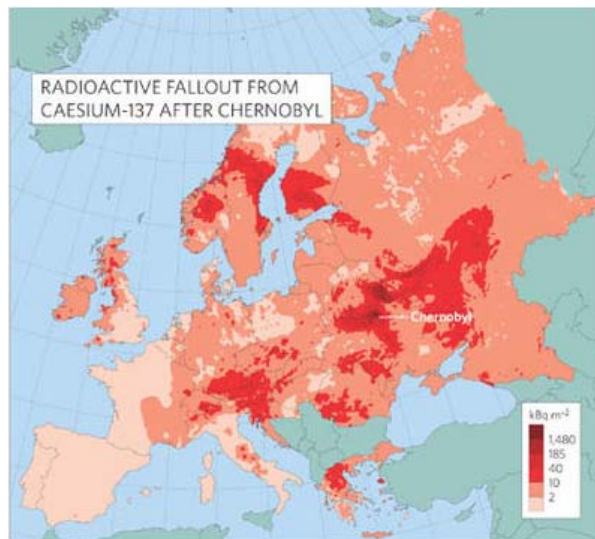 RADIOACTIVE FALLOUT FROM
CAESIUM-137 AFTER CHERNOBYL
Chernobyl
kBq m⁻²
1,480
185
40
10
2